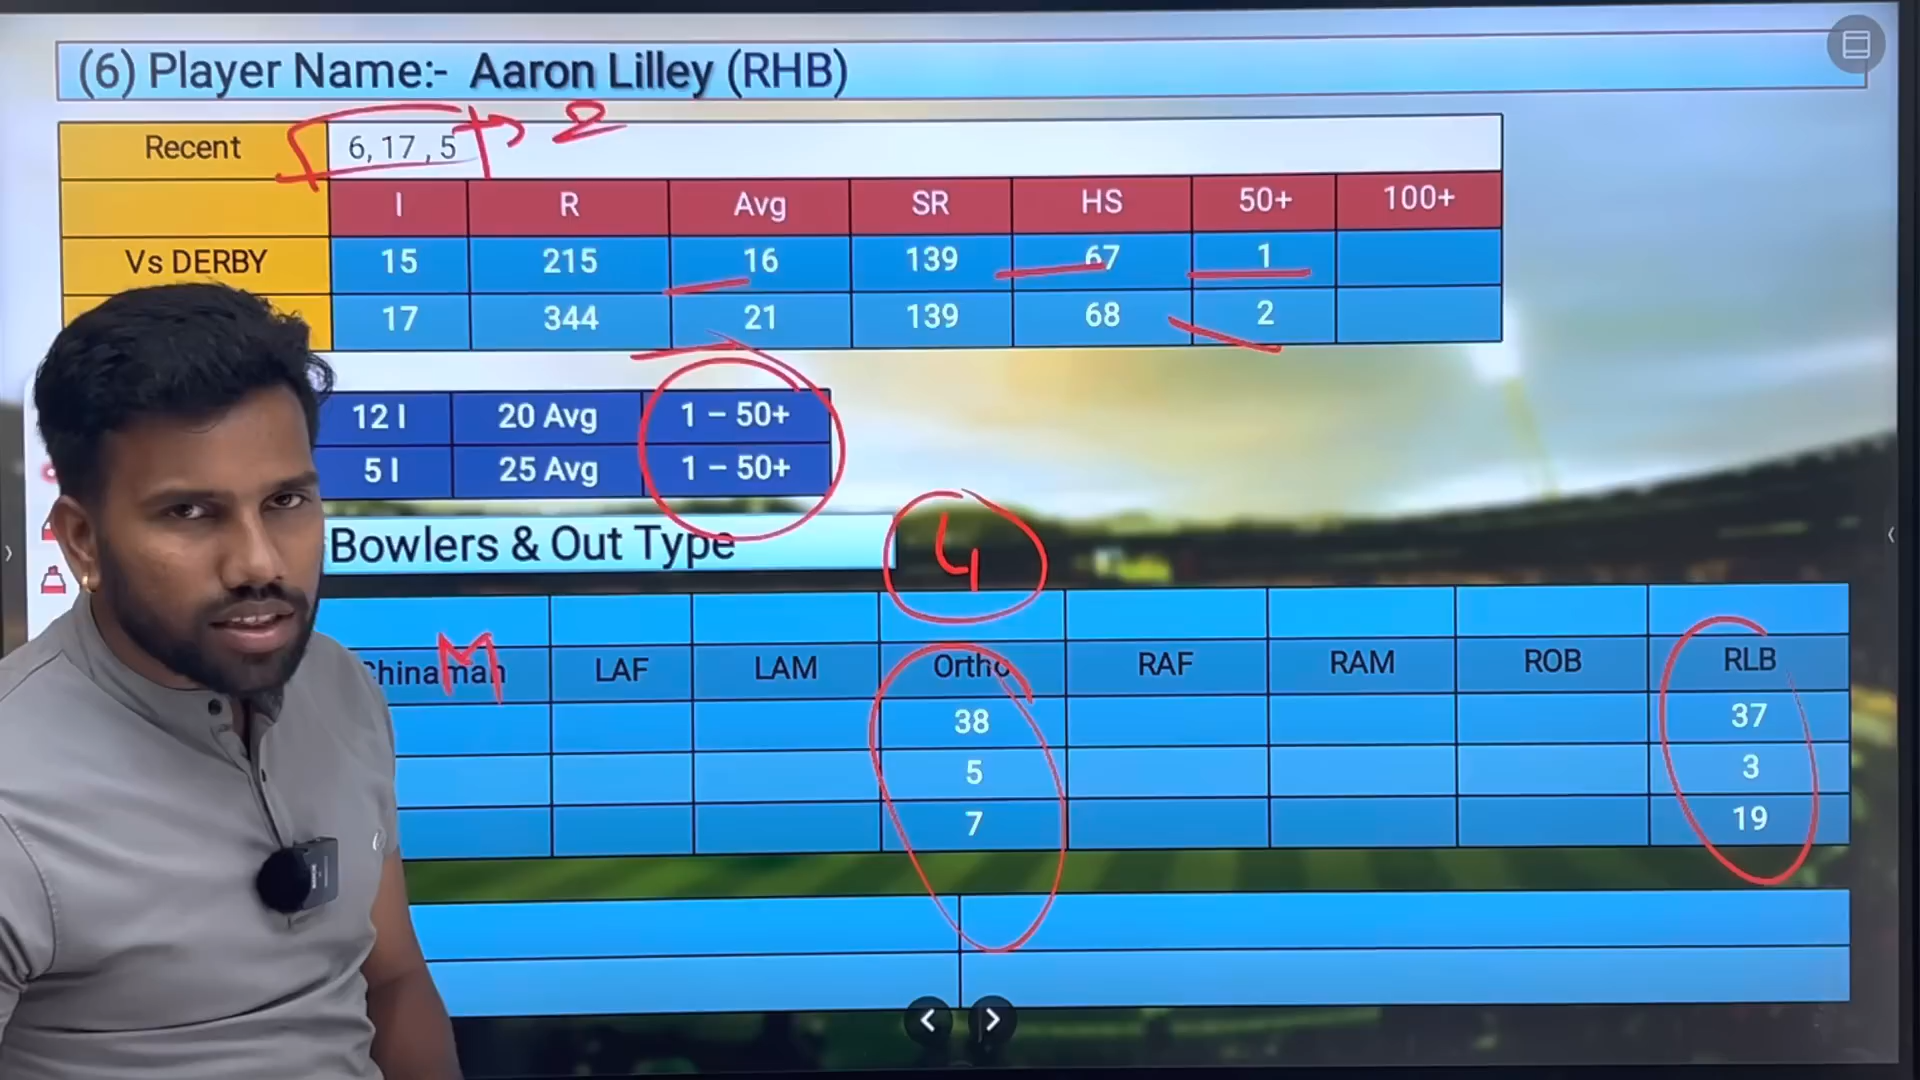 (6) Player Name:- Aaron Lilley (RHB)
Recent 6, 17 , 5 2
I R Avg SR HS 50+ 100+
Vs DERBY 15 215 16 139 67 1
17 344 21 139 68 2
12 I 20 Avg 1 – 50+
5 I 25 Avg 1 – 50+
Bowlers & Out Type 4
M
Chinaman LAF LAM Ortho RAF RAM ROB RLB
38 37
5 3
7 19